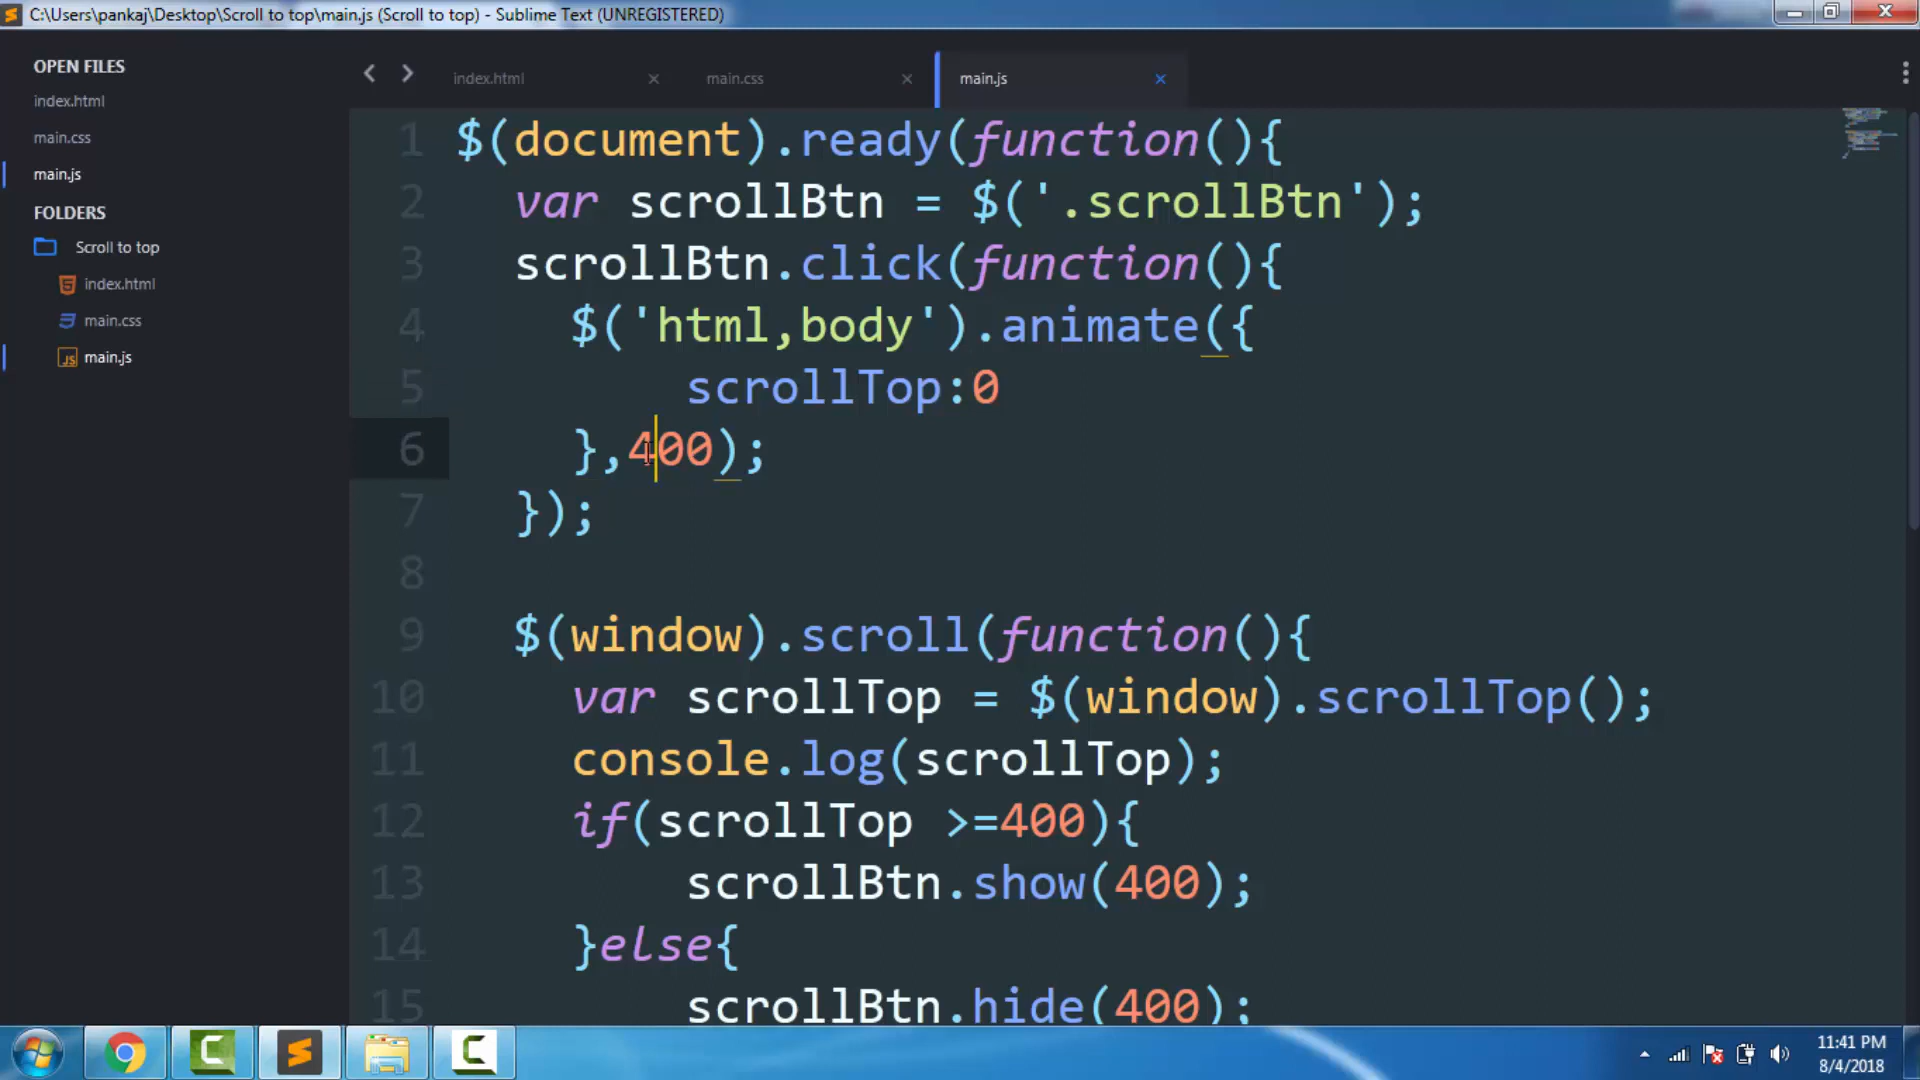 C:\Users\pankaj\Desktop\Scroll to top\main.js (Scroll to top) - Sublime Text (UNREGISTERED)
OPEN FILES
index.html
main.css
main.js
FOLDERS
Scroll to top
index.html
main.css
JS main.js
index.html
main.css
main.js
1 $(document).ready(function(){
2 var scrollBtn = $('.scrollBtn');
3 scrollBtn.click(function(){
4 $('html,body').animate({
5 scrollTop:0
6 },400);
7 });
8
9 $(window).scroll(function(){
10 var scrollTop = $(window).scrollTop();
11 console.log(scrollTop);
12 if(scrollTop >=400){
13 scrollBtn.show(400);
14 }else{
15 scrollBtn.hide(400);
11:41 PM
8/4/2018